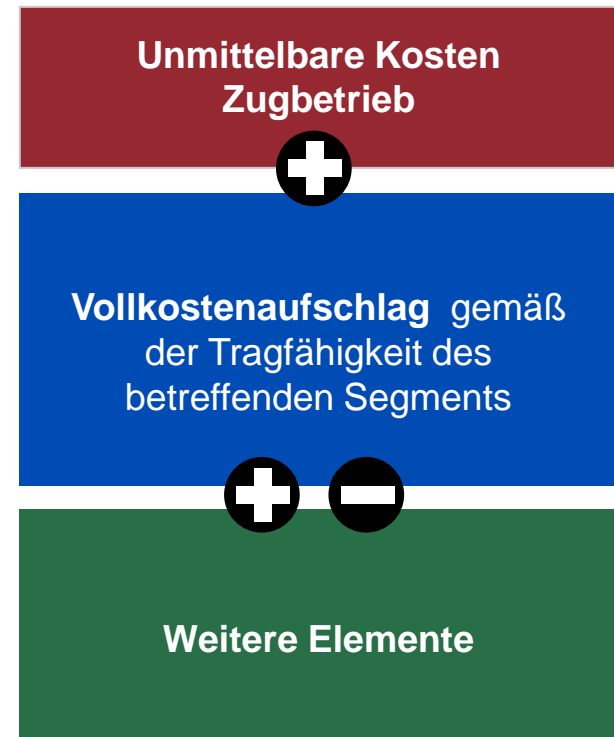 Unmittelbare Kosten
Zugbetrieb
Vollkostenaufschlag gemäß
der Tragfähigkeit des
betreffenden Segments
Weitere Elemente